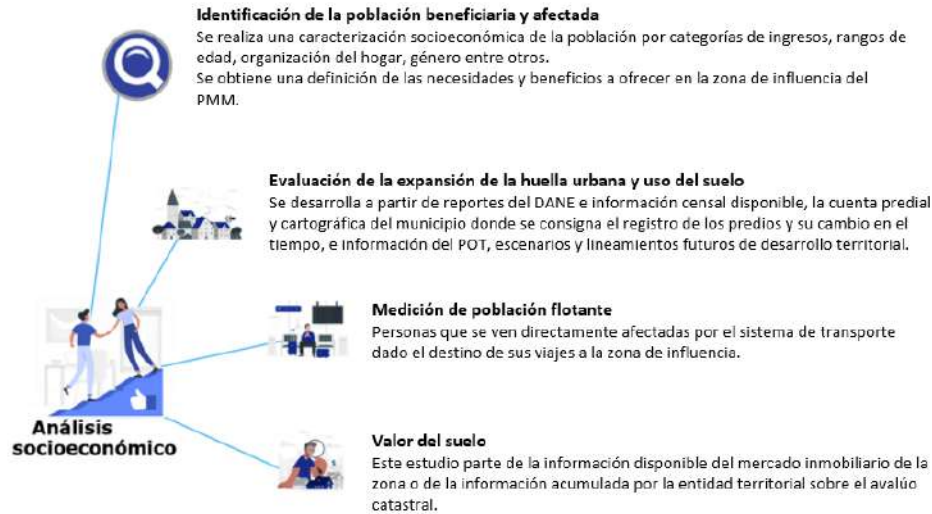 Identificación de la población beneficiaria y afectada
Se realiza una caracterización socioeconómica de la población por categorías de ingresos, rangos de
edad, organización del hogar, género entre otros.
Se obtiene una definición de las necesidades y beneficios a ofrecer en la zona de influencia del
PMM.
Evaluación de la expansión de la huella urbana y uso del suelo
Se desarrolla a partir de reportes del DANE e información censal disponible, la cuenta predial
y cartográfica del municipio donde se consigna el registro de los predios y su cambio en el
tiempo, e información del POT, escenarios y lineamientos futuros de desarrollo territorial.
Medición de población flotante
Personas que se ven directamente afectadas por el sistema de transporte
dado el destino de sus viajes a la zona de influencia.
Análisis
socioeconómico
Valor del suelo
Este estudio parte de la información disponible del mercado inmobiliario de la
zona o de la información acumulada por la entidad territorial sobre el avalúo
catastral.